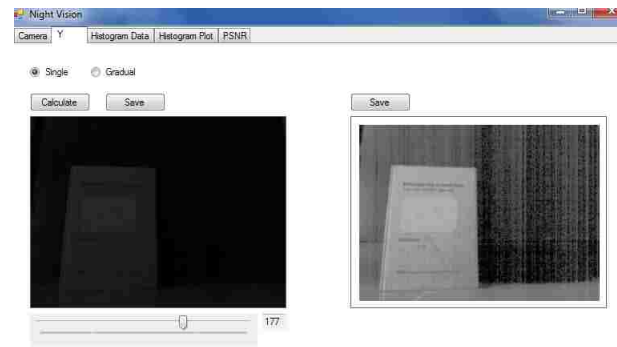 Night Vision
Camera Y Histogram Data Histogram Plot PSNR
Single Gradual
Calculate Save Save
177